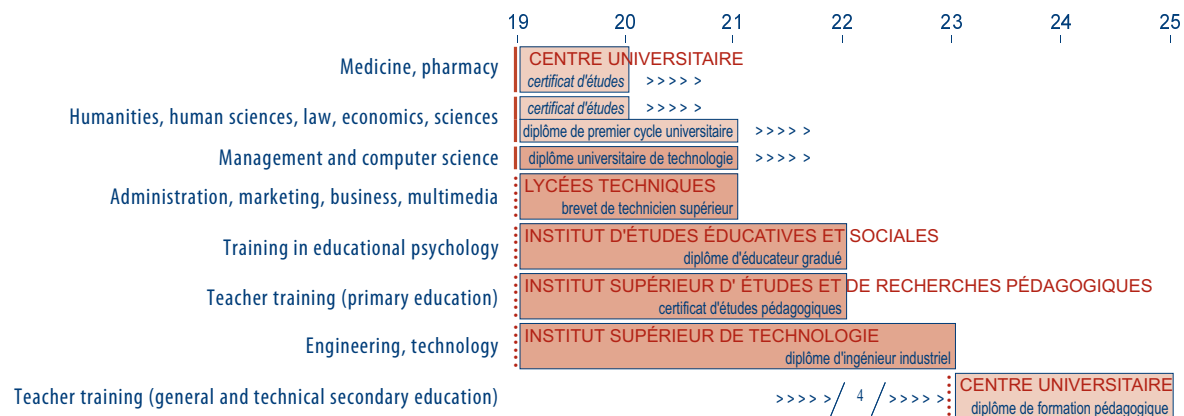 19 20 21 22 23 24 25
Medicine, pharmacy
CENTRE UNIVERSITAIRE
certificat d'études >>>>>
Humanities, human sciences, law, economics, sciences
certificat d'études >>>>>
diplôme de premier cycle universitaire >>>>>
Management and computer science
diplôme universitaire de technologie >>>>>
Administration, marketing, business, multimedia
LYCÉES TECHNIQUES
brevet de technicien supérieur
Training in educational psychology
INSTITUT D'ÉTUDES ÉDUCATIVES ET SOCIALES
diplôme d'éducateur gradué
Teacher training (primary education)
INSTITUT SUPÉRIEUR D' ÉTUDES ET DE RECHERCHES PÉDAGOGIQUES
certificat d'études pédagogiques
Engineering, technology
INSTITUT SUPÉRIEUR DE TECHNOLOGIE
diplôme d'ingénieur industriel
Teacher training (general and technical secondary education)
>>>>>/ 4 />>>>>
CENTRE UNIVERSITAIRE
diplôme de formation pédagogique